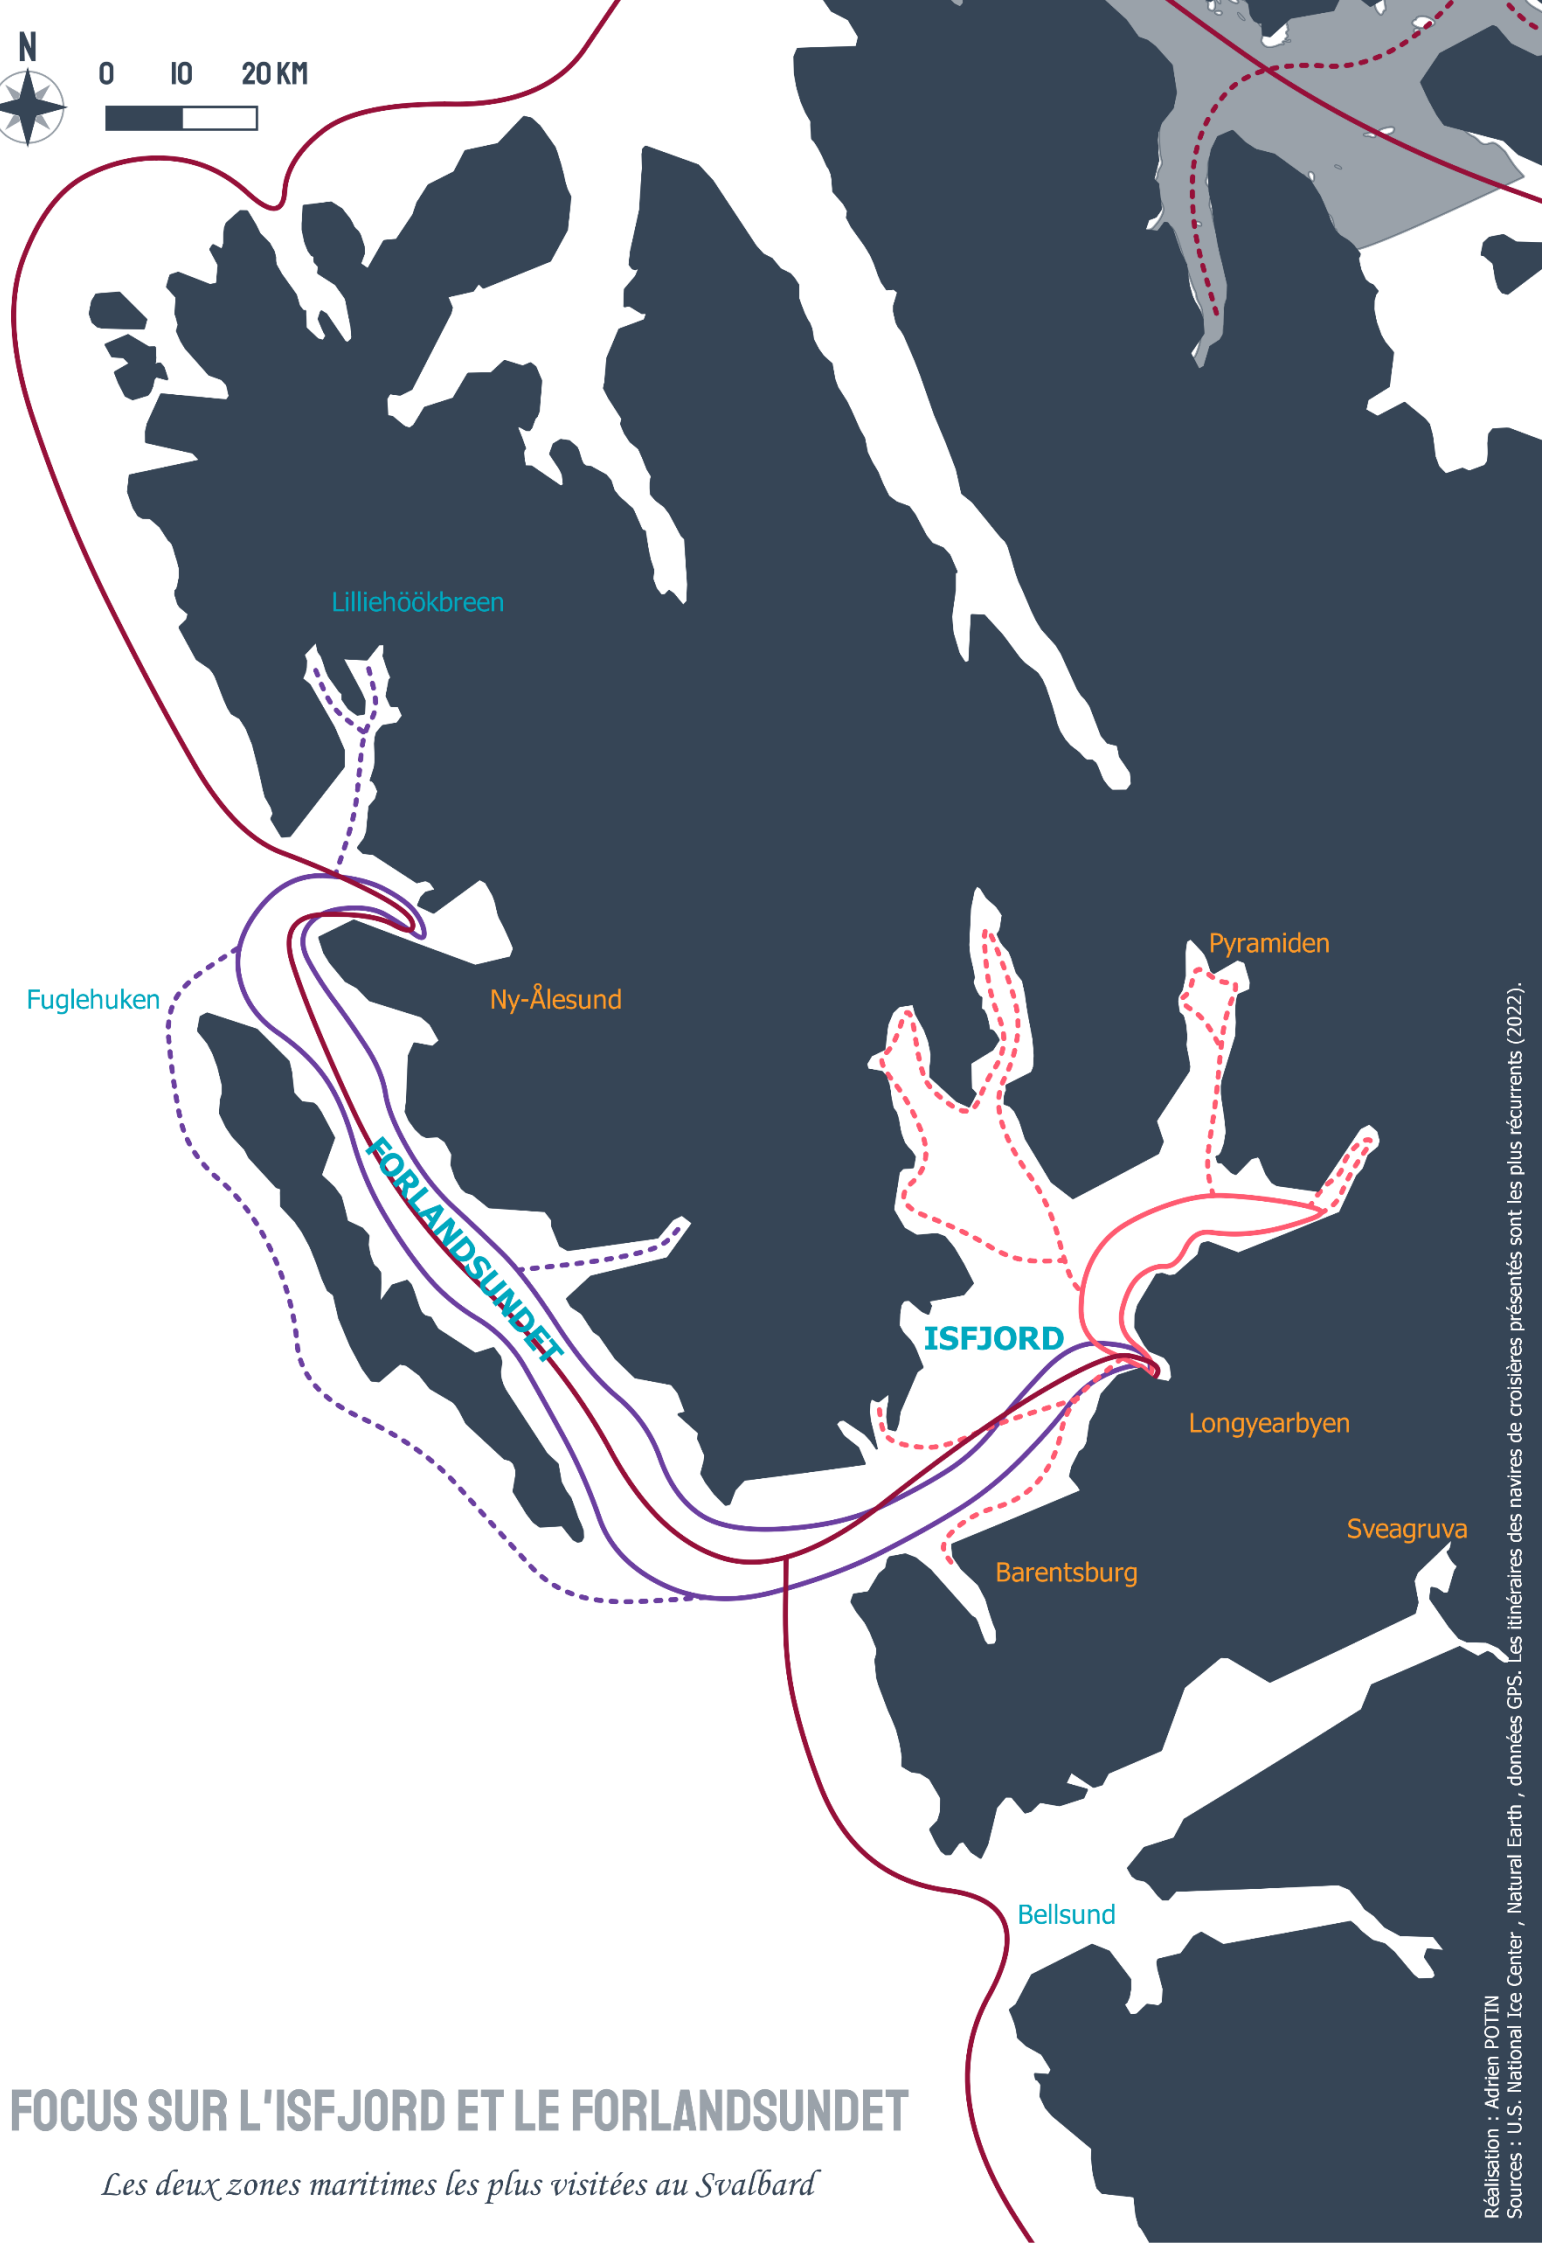 N
0 10 20 KM
Lilliehöökbreen
Pyramiden
Fuglehuken
Ny-Ålesund
FORLANDSUNDET
ISFJORD
Longyearbyen
Sveagruva
Barentsburg
Bellsund
FOCUS SUR L'ISFJORD ET LE FORLANDSUNDET
Les deux zones maritimes les plus visitées au Svalbard
Réalisation : Adrien POTIN
Sources : U.S. National Ice Center , Natural Earth , données GPS. Les itinéraires des navires de croisières présentés sont les plus récurrents (2022).